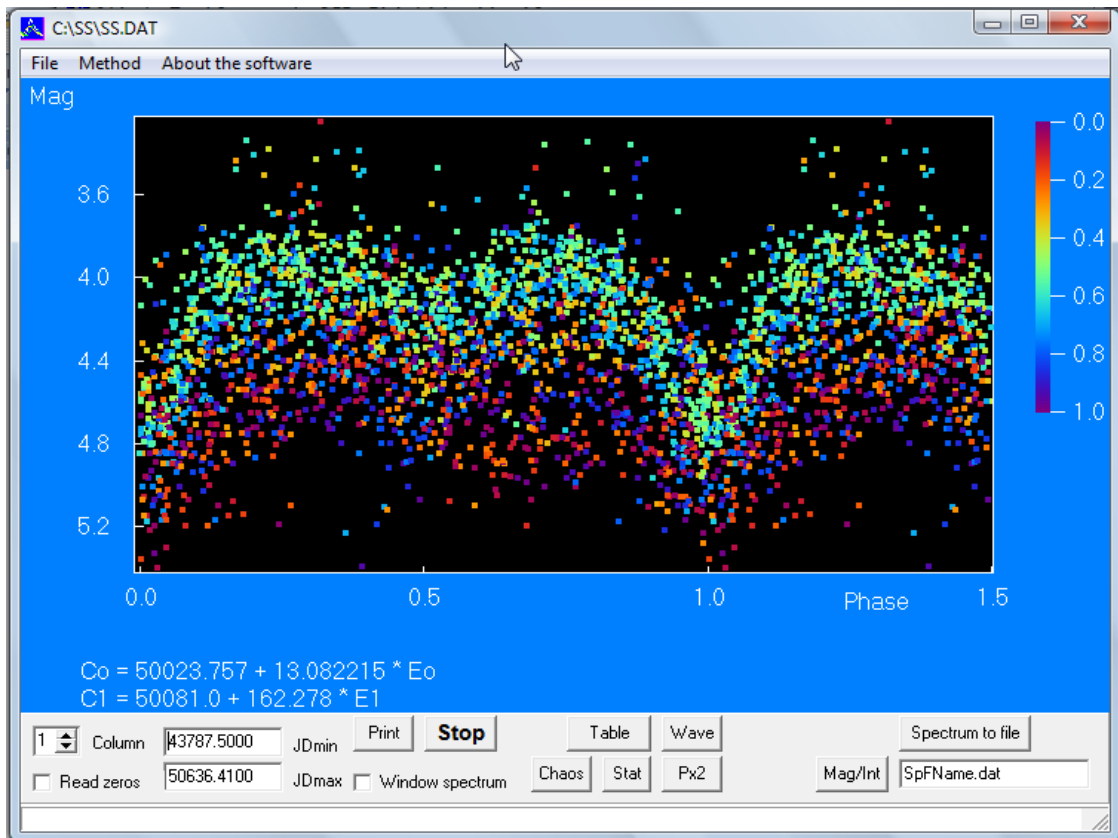 C:\SS\SS.DAT
File Method About the software
Mag
3.6
4.0
4.4
4.8
5.2
0.0
0.2
0.4
0.6
0.8
1.0
0.0 0.5 1.0 Phase 1.5
Co = 50023.757 + 13.082215 * Eo
C1 = 50081.0 + 162.278 * E1
1 Column 43787.5000 JDmin Print Stop Table Wave Spectrum to file
Read zeros 50636.4100 JDmax Window spectrum Chaos Stat Px2 Mag/Int SpFName.dat